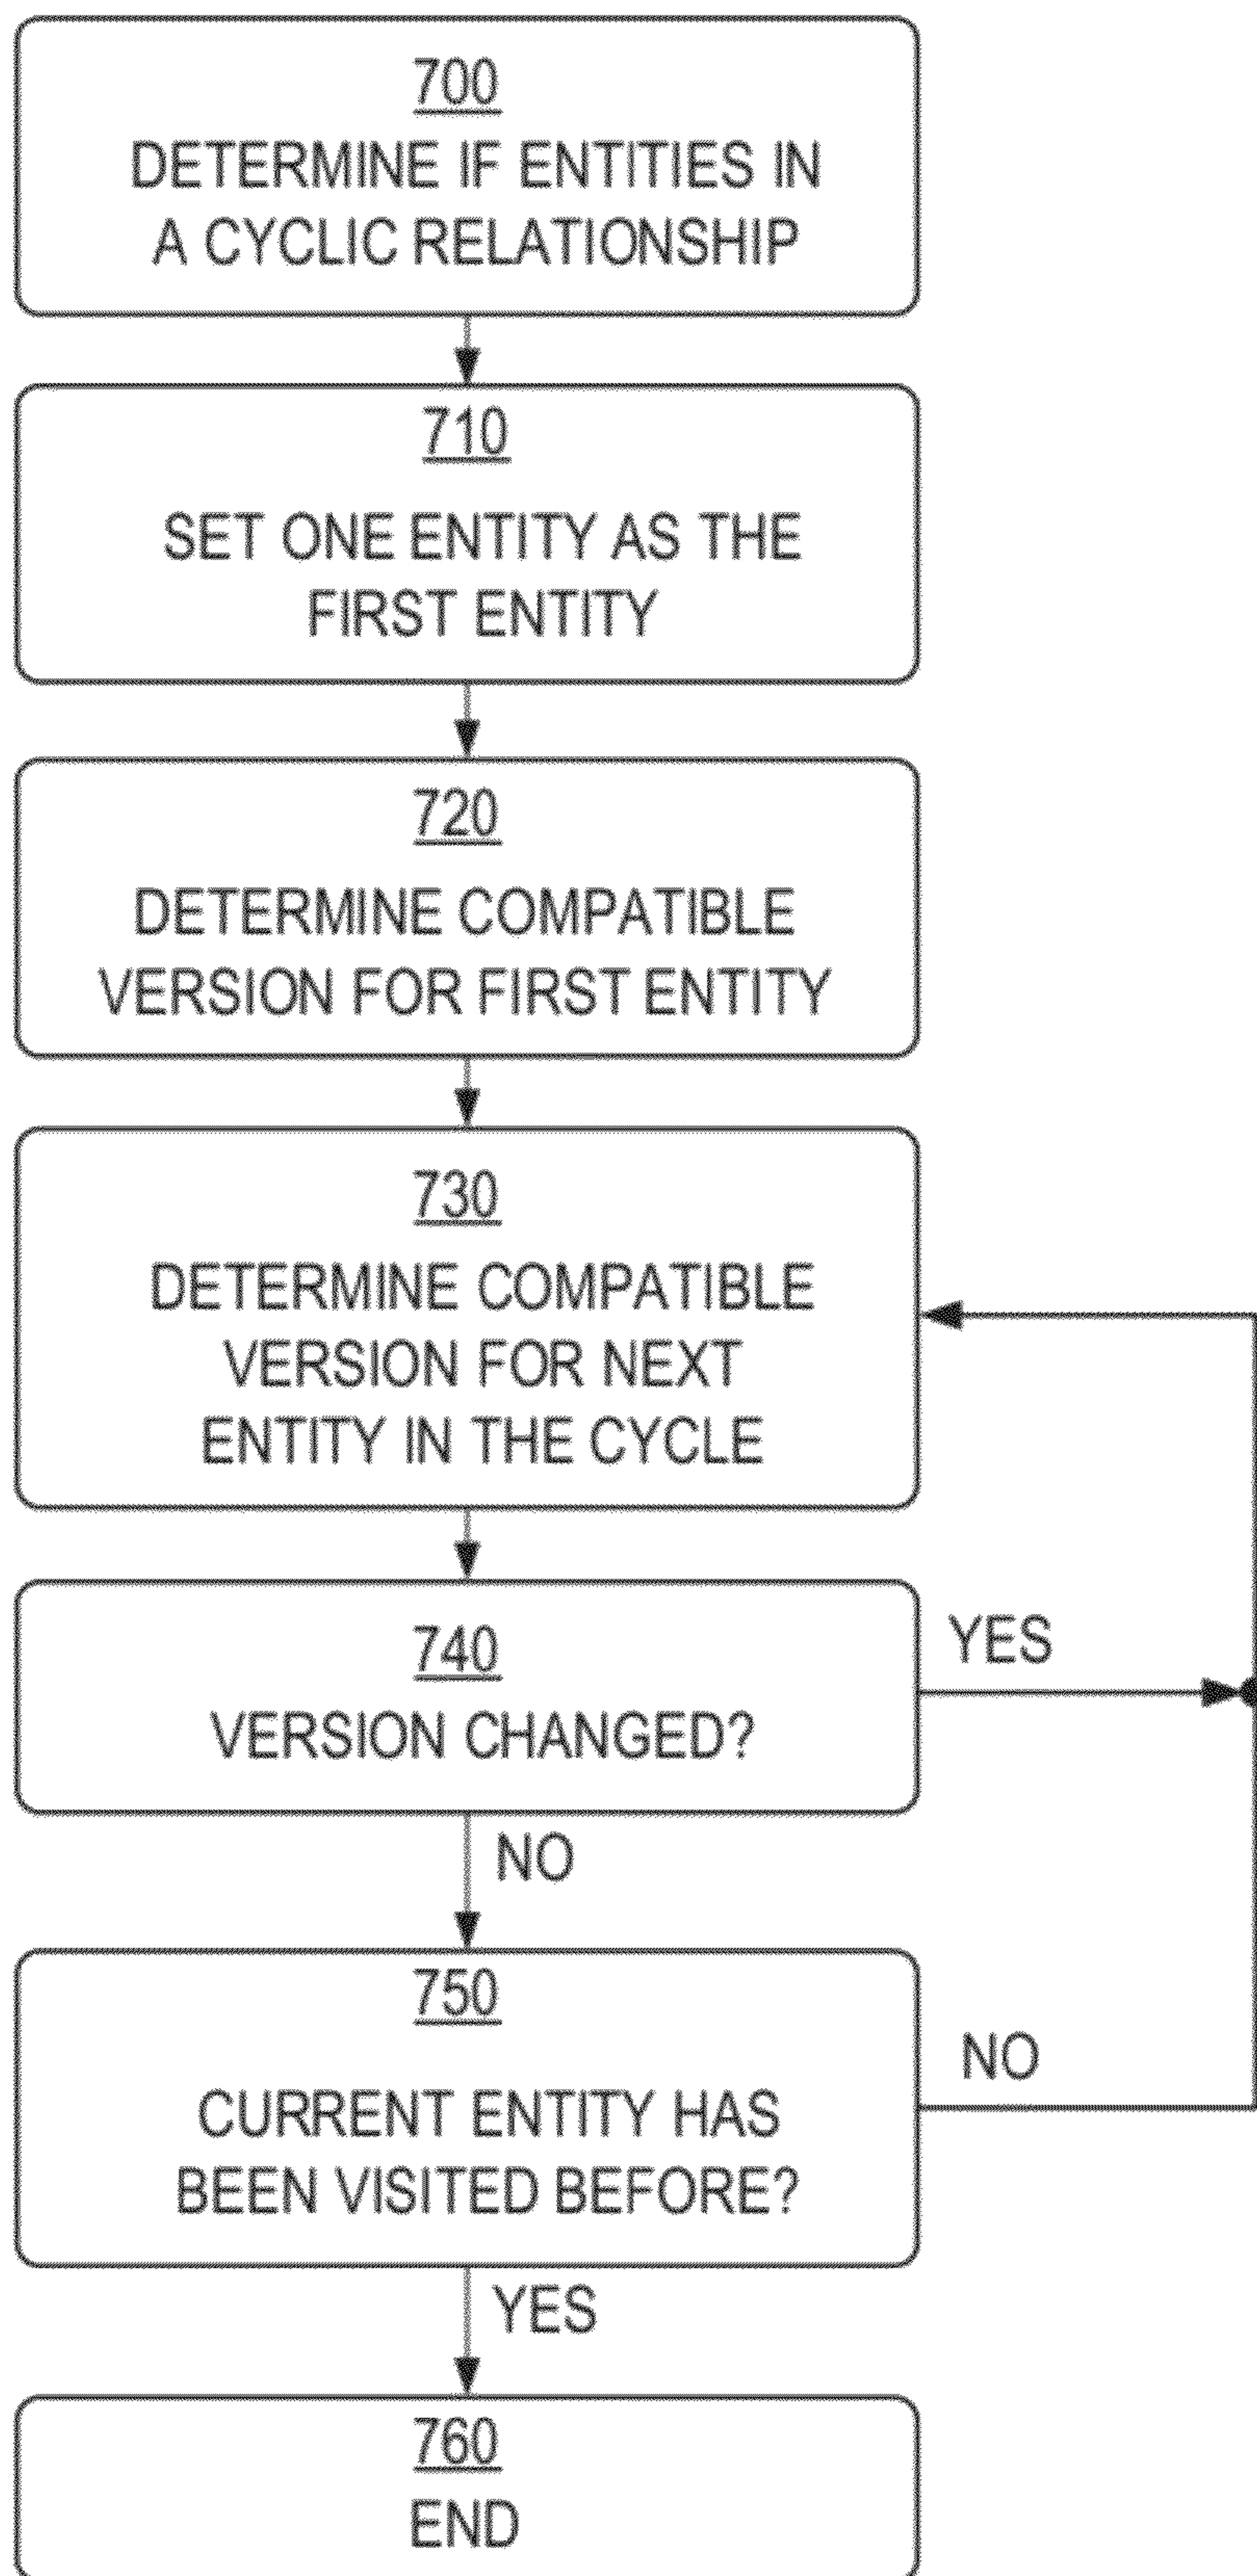 700
DETERMINE IF ENTITIES IN
A CYCLIC RELATIONSHIP
710
SET ONE ENTITY AS THE
FIRST ENTITY
720
DETERMINE COMPATIBLE
VERSION FOR FIRST ENTITY
730
DETERMINE COMPATIBLE
VERSION FOR NEXT
ENTITY IN THE CYCLE
740
VERSION CHANGED?
YES
NO
750
CURRENT ENTITY HAS
BEEN VISITED BEFORE?
NO
YES
760
END